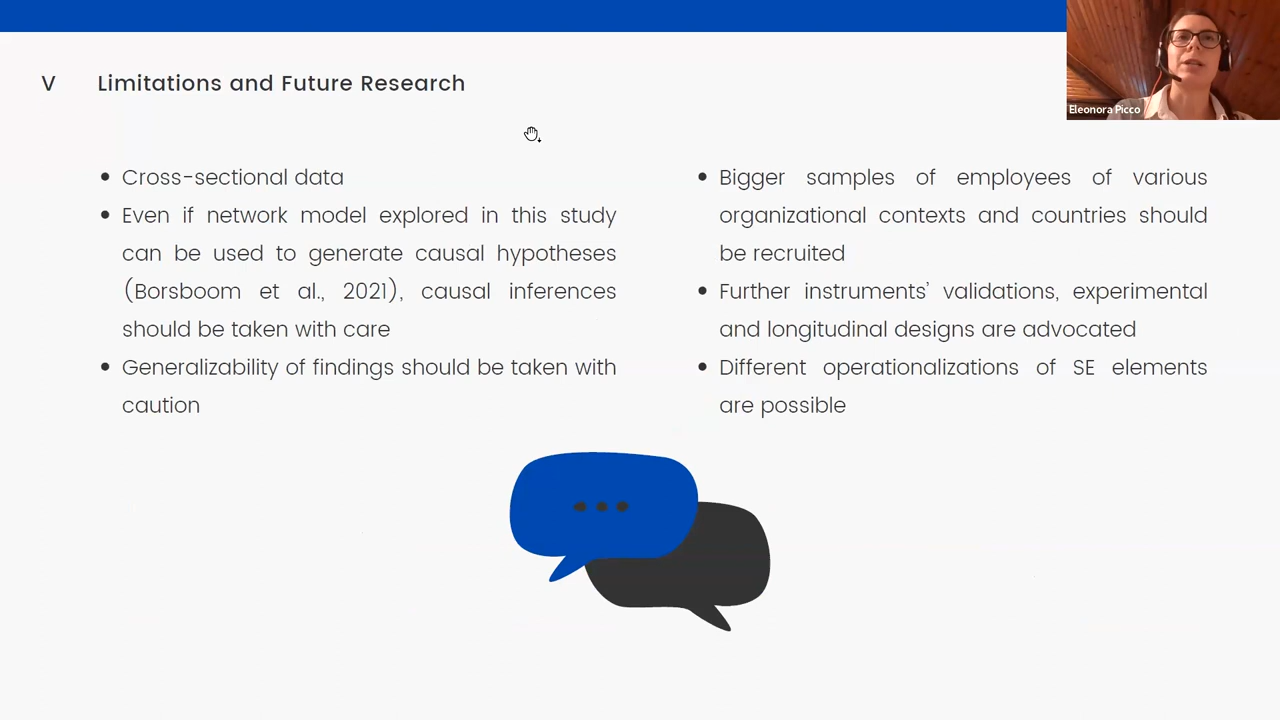 V Limitations and Future Research
Eleonora Picco
• Cross-sectional data
• Even if network model explored in this study
can be used to generate causal hypotheses
(Borsboom et al., 2021), causal inferences
should be taken with care
• Generalizability of findings should be taken with
caution
• Bigger samples of employees of various
organizational contexts and countries should
be recruited
• Further instruments’ validations, experimental
and longitudinal designs are advocated
• Different operationalizations of SE elements
are possible